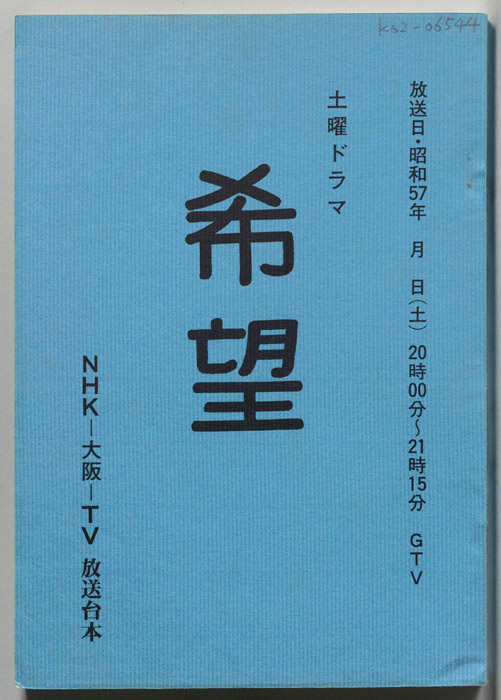 k02-06544
放送日・昭和57年　月　日(土)　20時00分〜21時15分　GTV
土曜ドラマ
希望
NHK－大阪－TV 放送台本